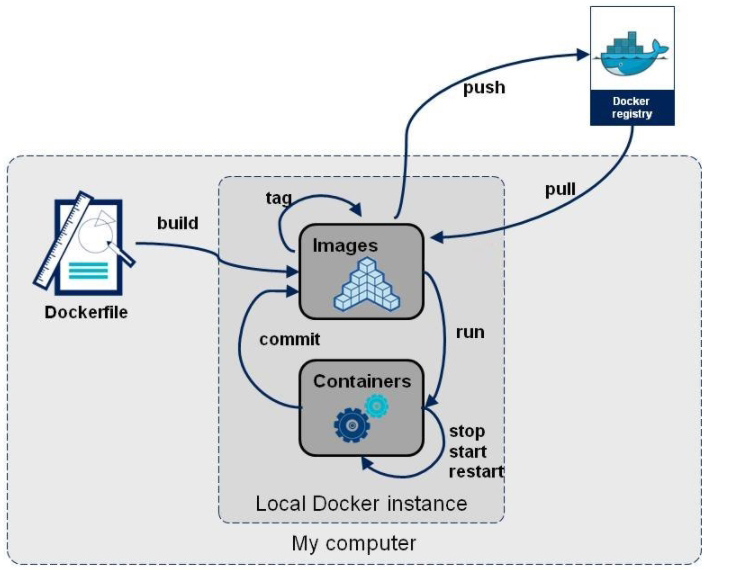 push
Docker
registry
pull
tag
build
Images
Dockerfile
commit
run
Containers
stop
start
restart
Local Docker instance
My computer